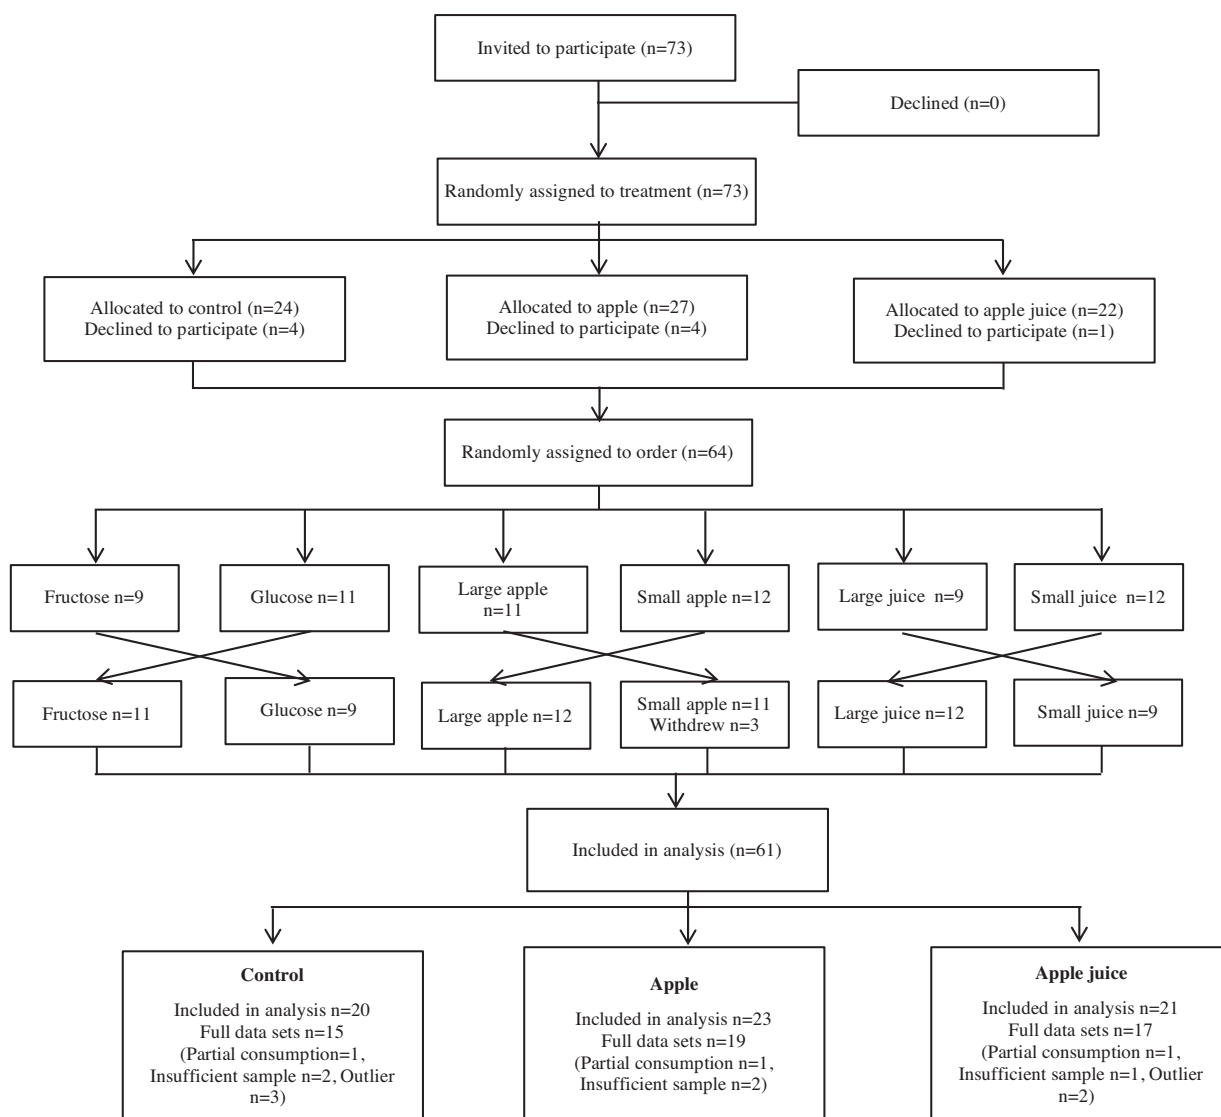 Invited to participate (n=73)
Declined (n=0)
Randomly assigned to treatment (n=73)
Allocated to control (n=24)
Declined to participate (n=4)
Allocated to apple (n=27)
Declined to participate (n=4)
Allocated to apple juice (n=22)
Declined to participate (n=1)
Randomly assigned to order (n=64)
Fructose n=9
Glucose n=11
Large apple
n=11
Small apple n=12
Large juice n=9
Small juice n=12
Fructose n=11
Glucose n=9
Large apple n=12
Small apple n=11
Withdrew n=3
Large juice n=12
Small juice n=9
Included in analysis (n=61)
Control
Included in analysis n=20
Full data sets n=15
(Partial consumption=1,
Insufficient sample n=2, Outlier
n=3)
Apple
Included in analysis n=23
Full data sets n=19
(Partial consumption n=1,
Insufficient sample n=2)
Apple juice
Included in analysis n=21
Full data sets n=17
(Partial consumption n=1,
Insufficient sample n=1, Outlier
n=2)